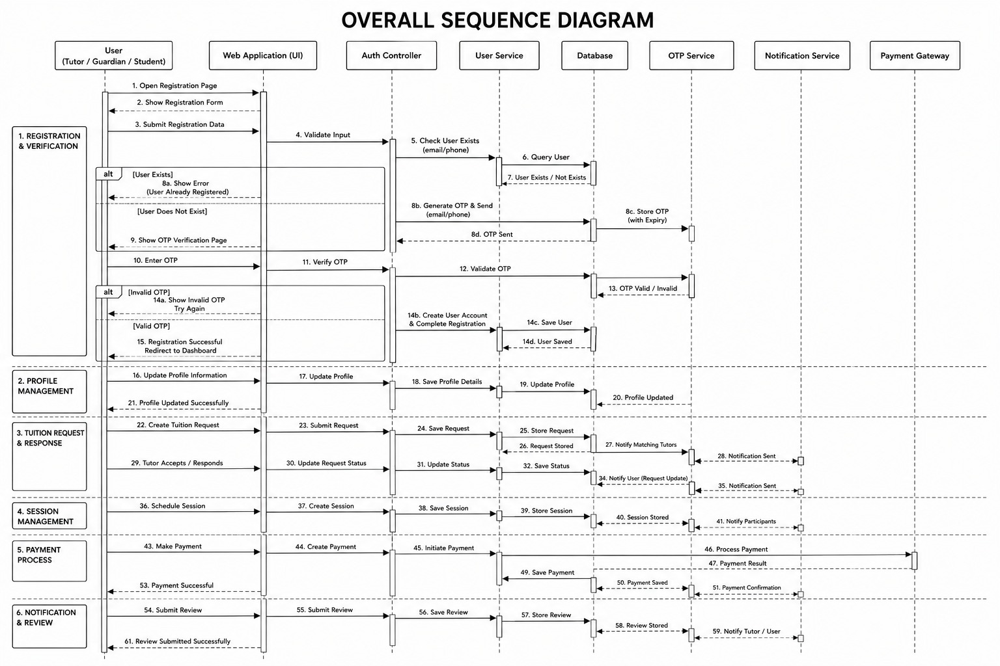 OVERALL SEQUENCE DIAGRAM
User
(Tutor / Guardian / Student)
Web Application (UI)
Auth Controller
User Service
Database
OTP Service
Notification Service
Payment Gateway
1. Open Registration Page
2. Show Registration Form
3. Submit Registration Data
1. REGISTRATION
& VERIFICATION
4. Validate Input
5. Check User Exists
(email/phone)
6. Query User
7. User Exists / Not Exists
alt
[User Exists]
8a. Show Error
(User Already Registered)
[User Does Not Exist]
8b. Generate OTP & Send
(email/phone)
8c. Store OTP
(with Expiry)
8d. OTP Sent
9. Show OTP Verification Page
10. Enter OTP
11. Verify OTP
12. Validate OTP
13. OTP Valid / Invalid
alt
[Invalid OTP]
14a. Show Invalid OTP
Try Again
[Valid OTP]
14b. Create User Account
& Complete Registration
14c. Save User
14d. User Saved
15. Registration Successful
Redirect to Dashboard
2. PROFILE
MANAGEMENT
16. Update Profile Information
17. Update Profile
18. Save Profile Details
19. Update Profile
20. Profile Updated
21. Profile Updated Successfully
3. TUITION REQUEST
& RESPONSE
22. Create Tuition Request
23. Submit Request
24. Save Request
25. Store Request
26. Request Stored
27. Notify Matching Tutors
28. Notification Sent
29. Tutor Accepts / Responds
30. Update Request Status
31. Update Status
32. Save Status
34. Notify User (Request Update)
35. Notification Sent
4. SESSION
MANAGEMENT
36. Schedule Session
37. Create Session
38. Save Session
39. Store Session
40. Session Stored
41. Notify Participants
5. PAYMENT
PROCESS
43. Make Payment
44. Create Payment
45. Initiate Payment
46. Process Payment
47. Payment Result
49. Save Payment
50. Payment Saved
51. Payment Confirmation
53. Payment Successful
6. NOTIFICATION
& REVIEW
54. Submit Review
55. Submit Review
56. Save Review
57. Store Review
58. Review Stored
59. Notify Tutor / User
61. Review Submitted Successfully